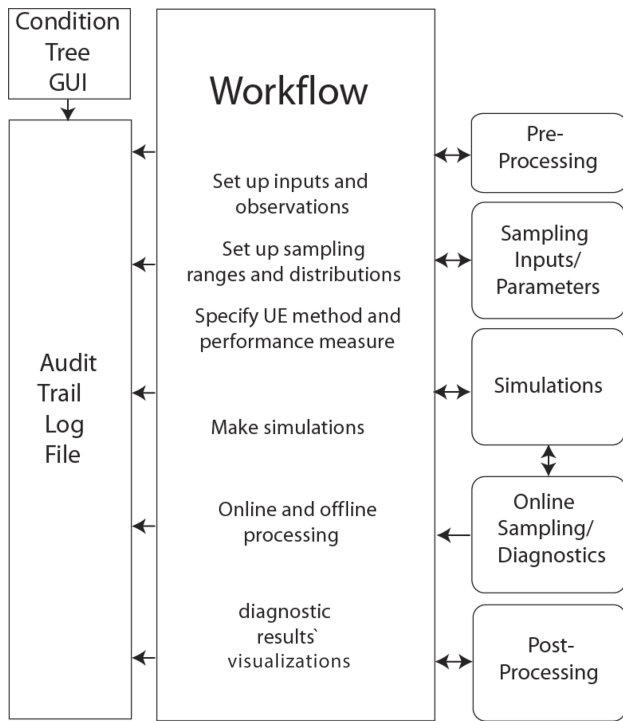 Condition
Tree
GUI
Audit
Trail
Log
File
Workflow
Set up inputs and
observations
Set up sampling
ranges and distributions
Specify UE method and
performance measure
Make simulations
Online and offline
processing
diagnostic
results`
visualizations
Pre-
Processing
Sampling
Inputs/
Parameters
Simulations
Online
Sampling/
Diagnostics
Post-
Processing